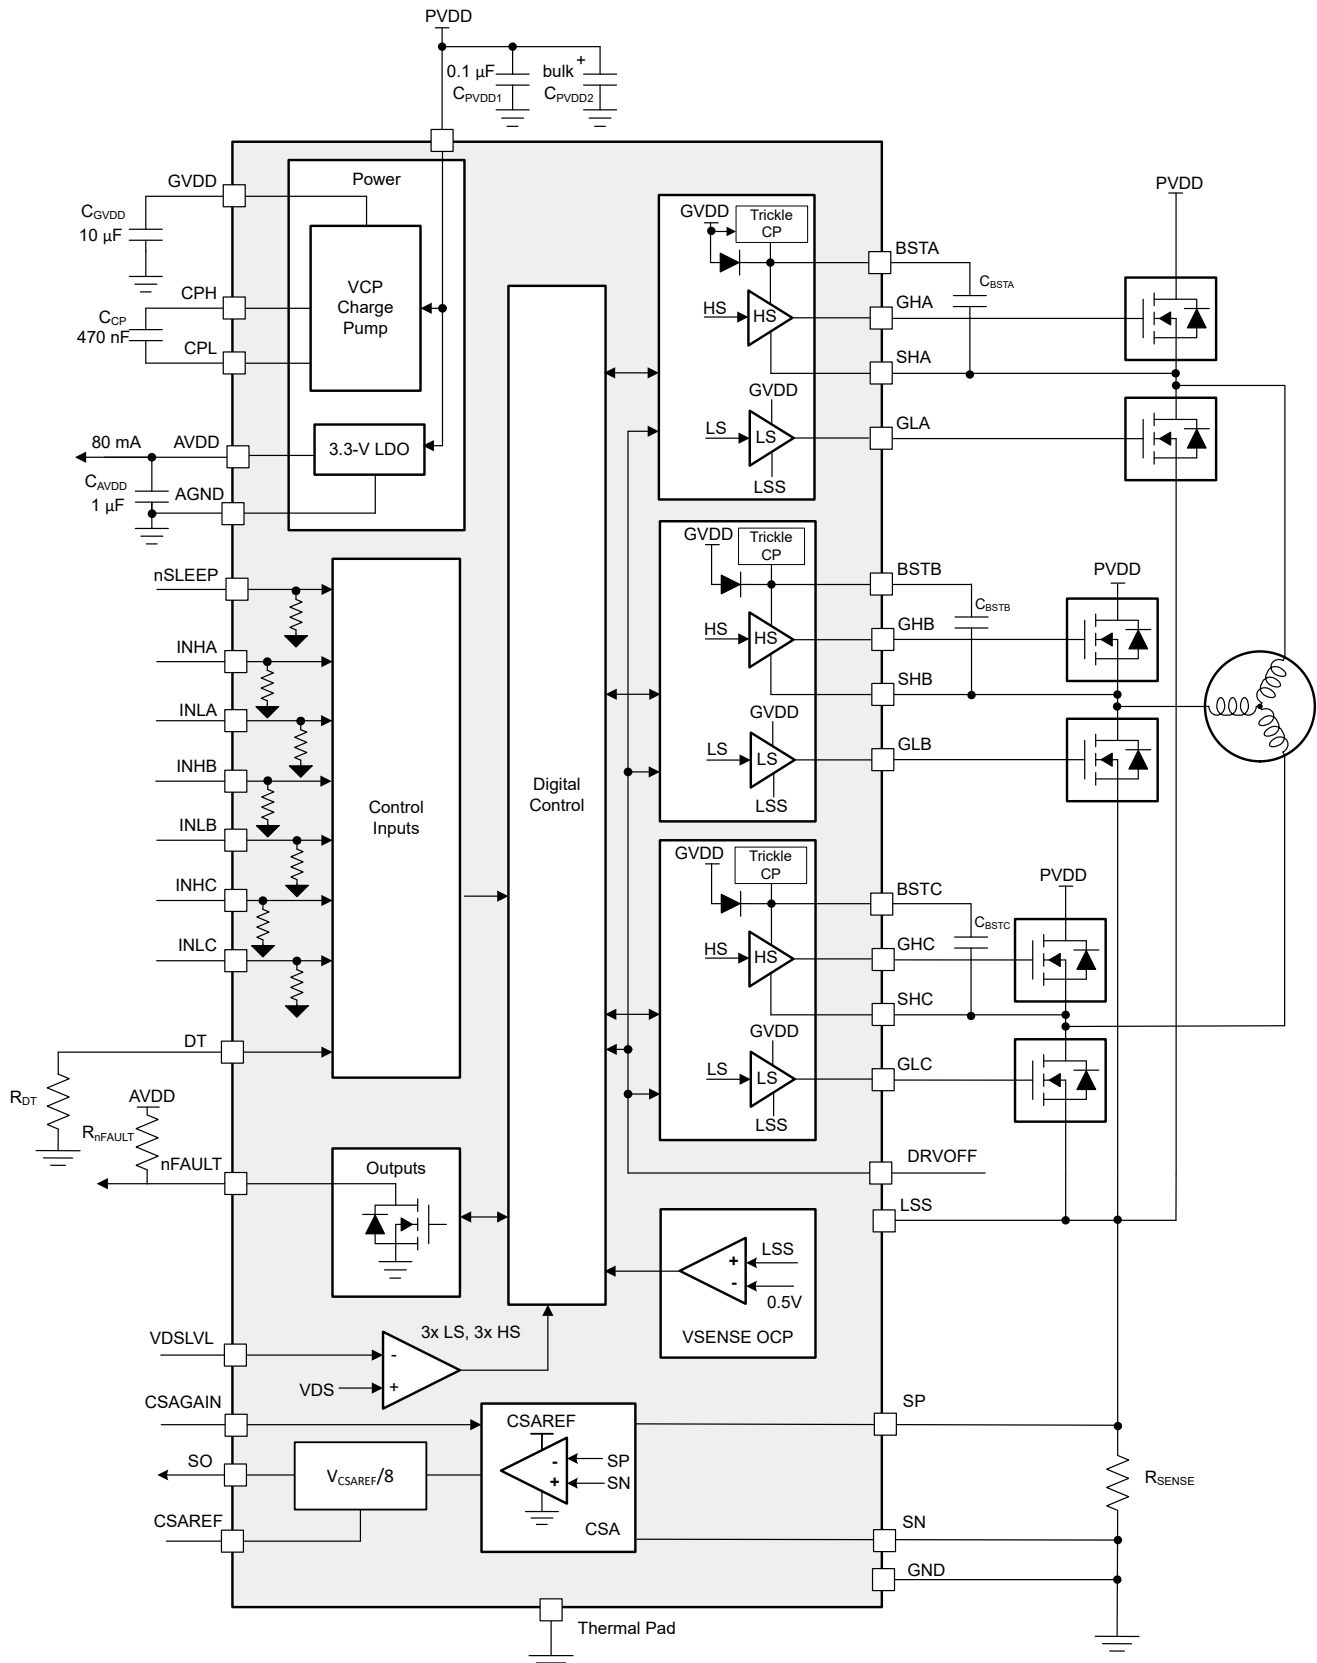 PVDD
0.1 µF
CPVDD1
bulk
+
CPVDD2
GVDD
CGVDD
10 µF
CPH
CCP
470 nF
CPL
Power
VCP
Charge
Pump
80 mA
AVDD
CAVDD
1 µF
AGND
3.3-V LDO
nSLEEP
INHA
INLA
INHB
INLB
INHC
INLC
DT
RDT
Control
Inputs
Digital
Control
AVDD
RnFAULT
nFAULT
Outputs
GVDD
Trickle
CP
HS
HS
GVDD
LS
LS
LSS
BSTA
CBSTA
GHA
SHA
GLA
PVDD
GVDD
Trickle
CP
HS
HS
GVDD
LS
LS
LSS
BSTB
CBSTB
GHB
SHB
GLB
PVDD
GVDD
Trickle
CP
HS
HS
GVDD
LS
LS
LSS
BSTC
CBSTC
GHC
SHC
GLC
PVDD
DRVOFF
LSS
+
LSS
-
0.5V
VSENSE OCP
VDSLVL
-
VDS
+
3x LS, 3x HS
CSAGAIN
SO
VCSAREF/8
CSAREF
CSAREF
-
SP
+
SN
CSA
SP
RSENSE
SN
GND
Thermal Pad